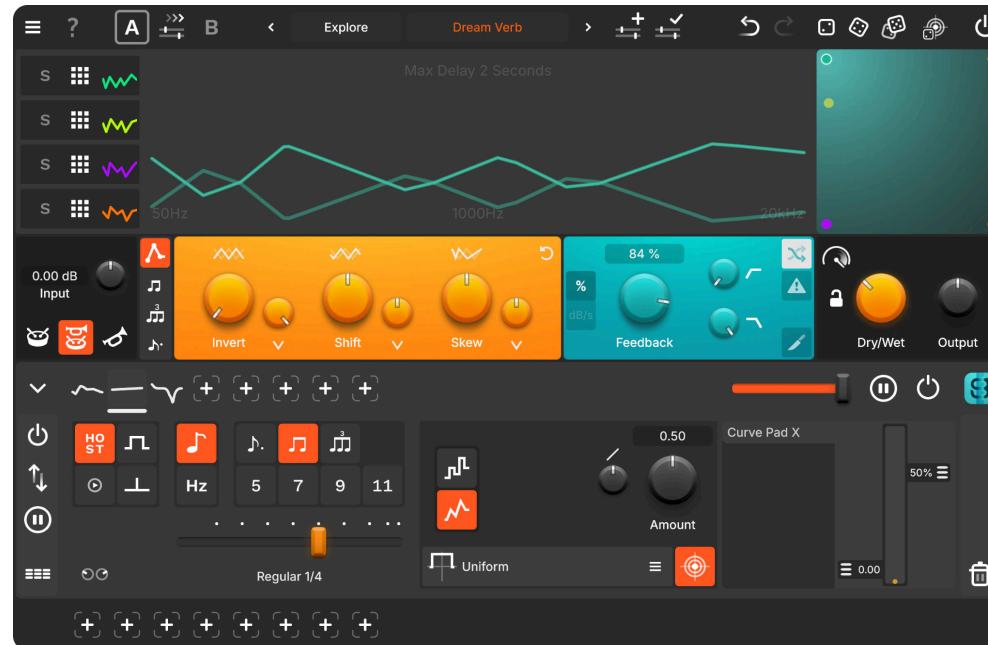 ?
A
B
Explore
Dream Verb
Max Delay 2 Seconds
S
S
S
S
50Hz
1000Hz
20kHz
0.00 dB
Input
3
Invert
Shift
Skew
84 %
%
dB/s
Feedback
Dry/Wet
Output
HO
ST
3
Hz
5
7
9
11
Regular 1/4
0.50
Amount
Uniform
Curve Pad X
50%
0.00